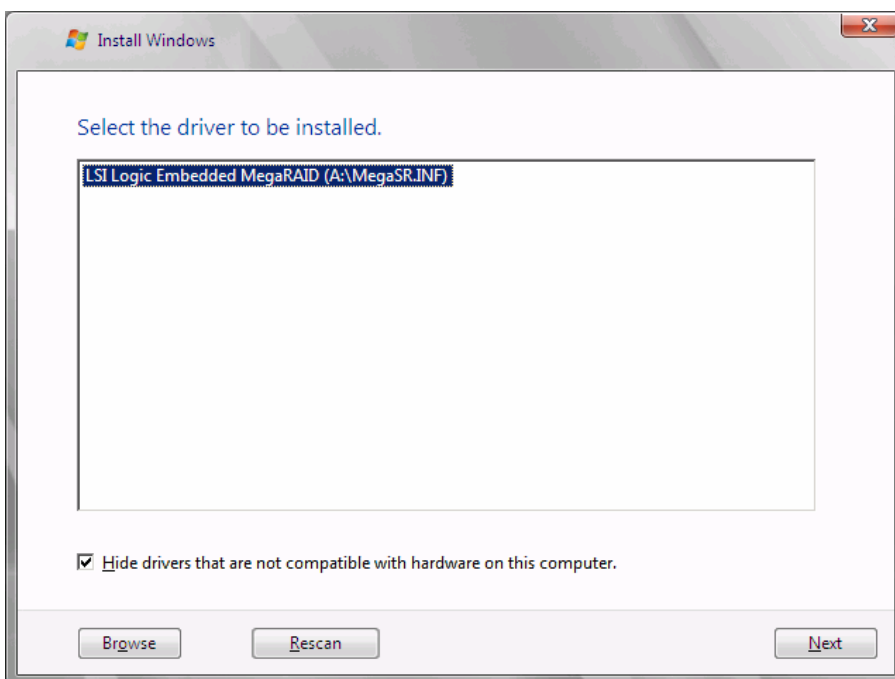 Install Windows
Select the driver to be installed.
LSI Logic Embedded MegaRAID (A:\MegaSR.INF)
Hide drivers that are not compatible with hardware on this computer.
Browse Rescan Next